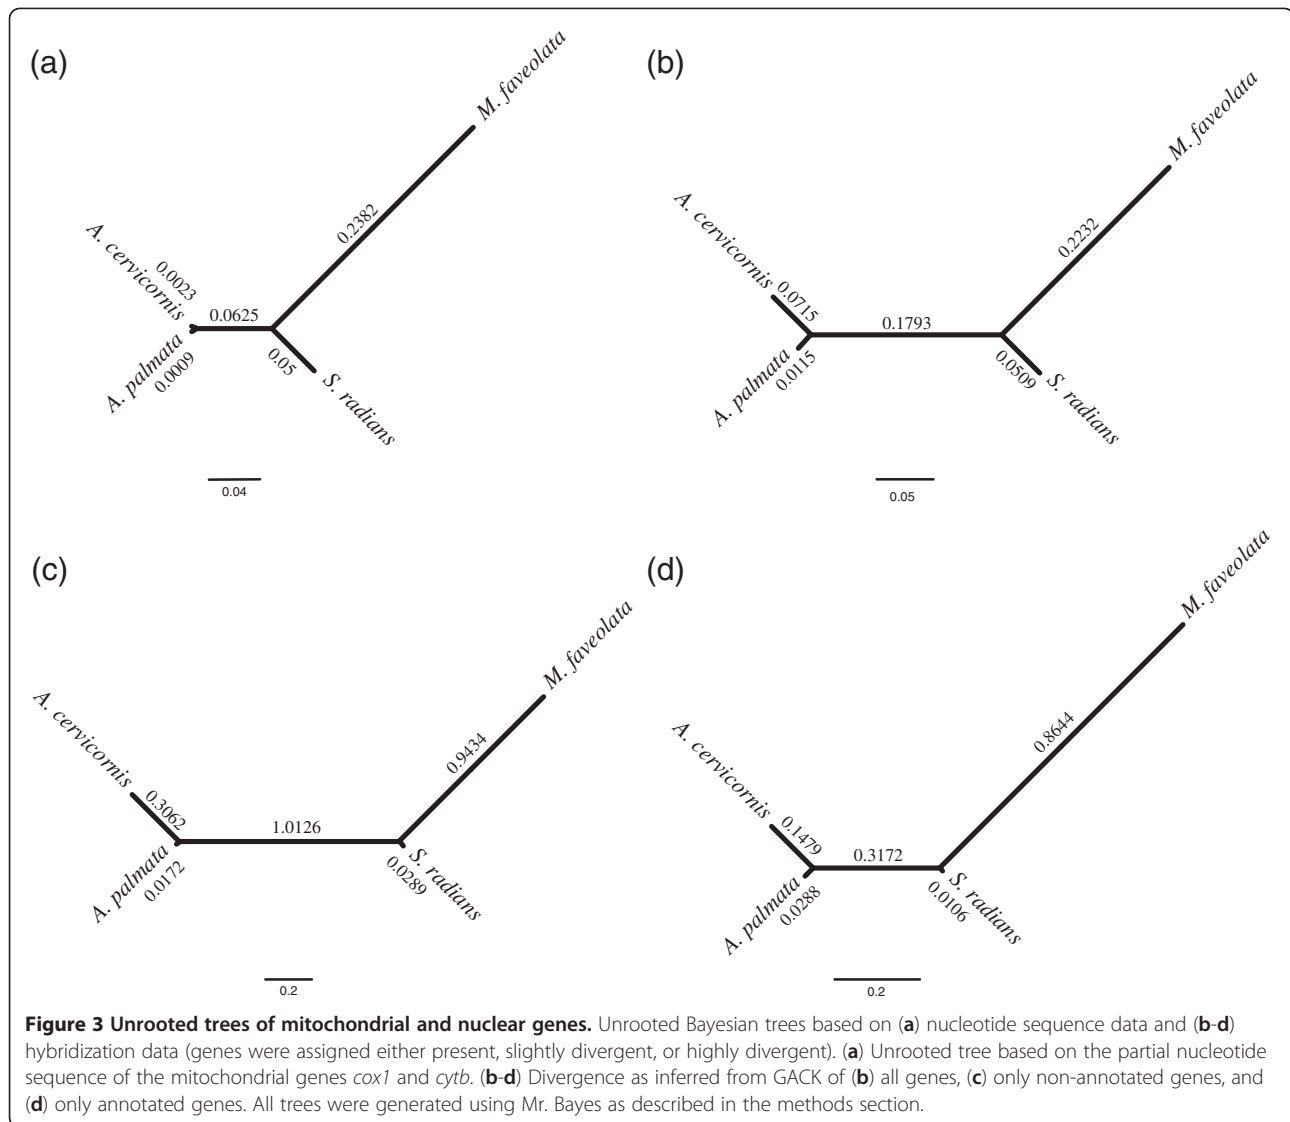 (a)
M. faveolata
0.2382
A. cervicornis
0.0023
0.0625
A. palmata
0.0009
0.05
S. radians
0.04
(b)
M. faveolata
0.2232
A. cervicornis
0.0715
0.1793
A. palmata
0.0115
0.0509
S. radians
0.05
(c)
M. faveolata
0.9434
A. cervicornis
0.3062
1.0126
A. palmata
0.0172
0.0289
S. radians
0.2
(d)
M. faveolata
0.8644
A. cervicornis
0.1479
0.3172
A. palmata
0.0288
0.0106
S. radians
0.2
Figure 3 Unrooted trees of mitochondrial and nuclear genes. Unrooted Bayesian trees based on (a) nucleotide sequence data and (b-d)
hybridization data (genes were assigned either present, slightly divergent, or highly divergent). (a) Unrooted tree based on the partial nucleotide
sequence of the mitochondrial genes cox1 and cytb. (b-d) Divergence as inferred from GACK of (b) all genes, (c) only non-annotated genes, and
(d) only annotated genes. All trees were generated using Mr. Bayes as described in the methods section.